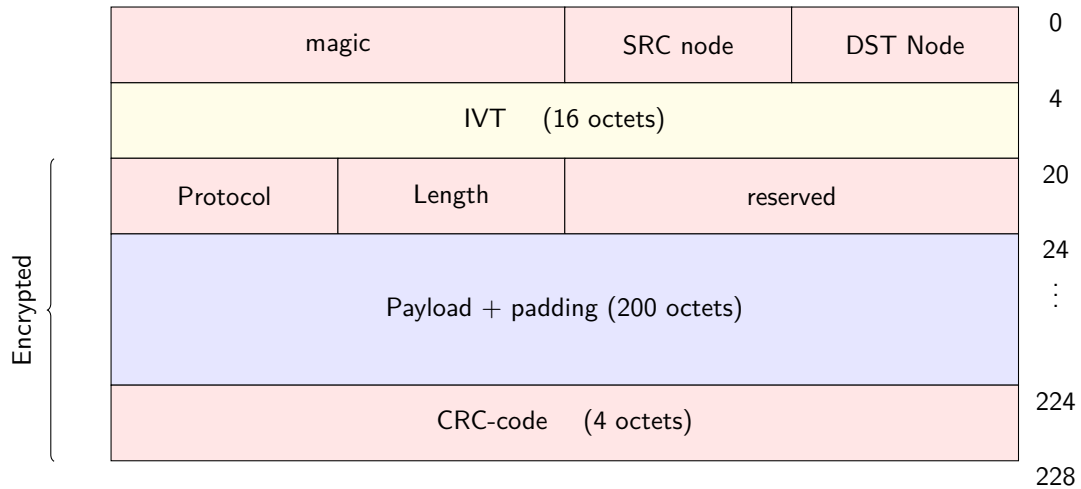 0
magic SRC node DST Node
4
IVT (16 octets)
20
Protocol Length reserved
24
⋮
Payload + padding (200 octets)
Encrypted
224
CRC-code (4 octets)
228